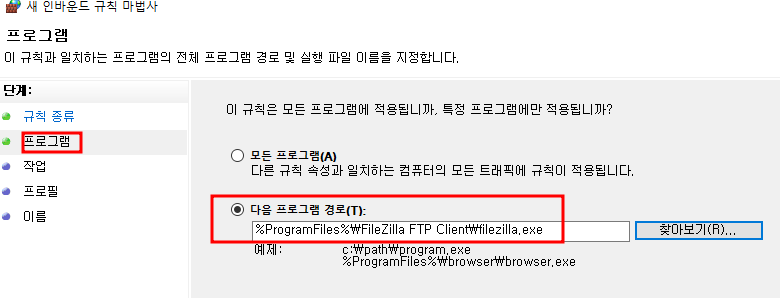 새 인바운드 규칙 마법사
프로그램
이 규칙과 일치하는 프로그램의 전체 프로그램 경로 및 실행 파일 이름을 지정합니다.
단계:
규칙 종류
프로그램
작업
프로필
이름
이 규칙은 모든 프로그램에 적용됩니까, 특정 프로그램에만 적용됩니까?
모든 프로그램(A)
다른 규칙 속성과 일치하는 컴퓨터의 모든 트래픽에 규칙이 적용됩니다.
다음 프로그램 경로(T):
%ProgramFiles%₩FileZilla FTP Client₩filezilla.exe
찾아보기(R)...
예제: c:₩path₩program.exe
%ProgramFiles%₩browser₩browser.exe